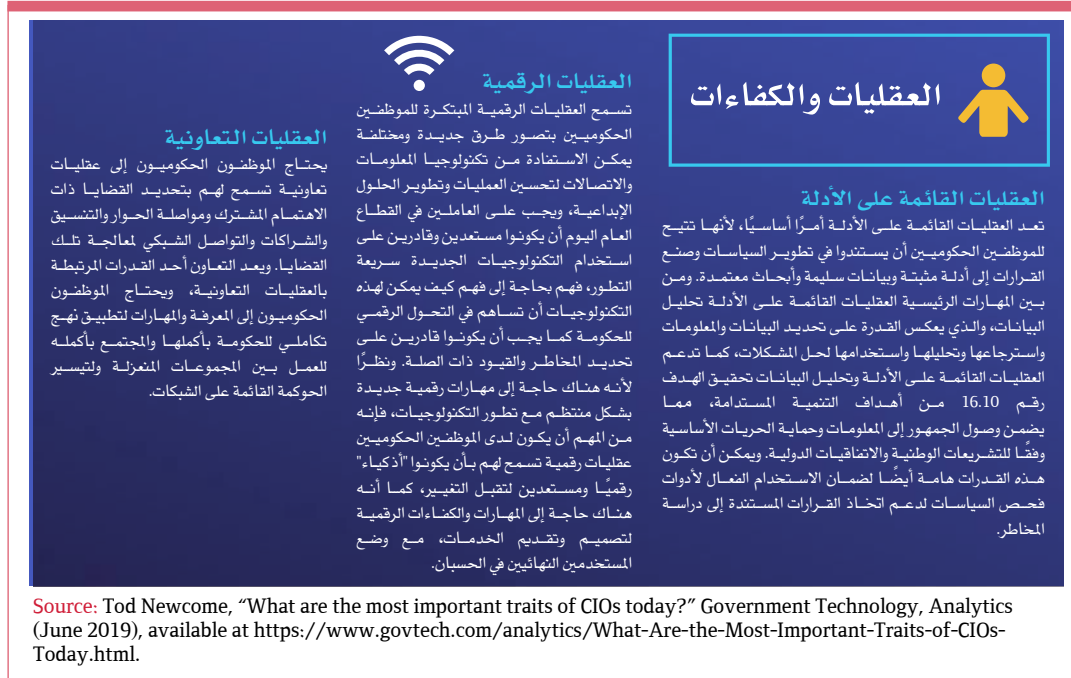 العقليات والكفاءات
العقليات القائمة على الأدلة
تعد العقليات القائمة على الأدلة أمرًا أساسيًا، لأنها تتيح
للموظفين الحكوميين أن يستندوا في تطوير السياسات وصنع
القرارات إلى أدلة مثبتة وبيانات سليمة وأبحاث معتمدة. ومن
بين المهارات الرئيسية العقليات القائمة على الأدلة تحليل
البيانات، والذي يعكس القدرة على تحديد البيانات والمعلومات
واسترجاعها وتحليلها واستخدامها لحل المشكلات، كما تدعم
العقليات القائمة على الأدلة وتحليل البيانات تحقيق الهدف
رقم 16.10 من أهداف التنمية المستدامة، مما
يضمن وصول الجمهور إلى المعلومات وحماية الحريات الأساسية
وفقًا للتشريعات الوطنية والاتفاقيات الدولية. ويمكن أن تكون
هذه القدرات هامة أيضًا لضمان الاستخدام الفعال لأدوات
فحص السياسات لدعم اتخاذ القرارات المستندة إلى دراسة
المخاطر.
العقليات الرقمية
تسمح العقليات الرقمية المبتكرة للموظفين
الحكوميين بتصور طرق جديدة ومختلفة
يمكن الاستفادة من تكنولوجيا المعلومات
والاتصالات لتحسين العمليات وتطوير الحلول
الإبداعية، ويجب على العاملين في القطاع
العام اليوم أن يكونوا مستعدين وقادرين على
استخدام التكنولوجيات الجديدة سريعة
التطور، فهم بحاجة إلى فهم كيف يمكن لهذه
التكنولوجيات أن تساهم في التحول الرقمي
للحكومة كما يجب أن يكونوا قادرين على
تحديد المخاطر والقيود ذات الصلة. ونظرًا
لأنه هناك حاجة إلى مهارات رقمية جديدة
بشكل منتظم مع تطور التكنولوجيات، فإنه
من المهم أن يكون لدى الموظفين الحكوميين
عقليات رقمية تسمح لهم بأن يكونوا "أذكياء"
رقميًا ومستعدين لتقبل التغيير، كما أنه
هناك حاجة إلى المهارات والكفاءات الرقمية
لتصميم وتقديم الخدمات، مع وضع
المستخدمين النهائيين في الحسبان.
العقليات التعاونية
يحتاج الموظفون الحكوميون إلى عقليات
تعاونية تسمح لهم بتحديد القضايا ذات
الاهتمام المشترك ومواصلة الحوار والتنسيق
والشراكات والتواصل الشبكي لمعالجة تلك
القضايا. ويعد التعاون أحد القدرات المرتبطة
بالعقليات التعاونية، ويحتاج الموظفون
الحكوميون إلى المعرفة والمهارات لتطبيق نهج
تكاملي للحكومة بأكملها والمجتمع بأكمله
للعمل بين المجموعات المنعزلة ولتيسير
الحوكمة القائمة على الشبكات.
Source: Tod Newcome, “What are the most important traits of CIOs today?” Government Technology, Analytics
(June 2019), available at https://www.govtech.com/analytics/What-Are-the-Most-Important-Traits-of-CIOs-
Today.html.